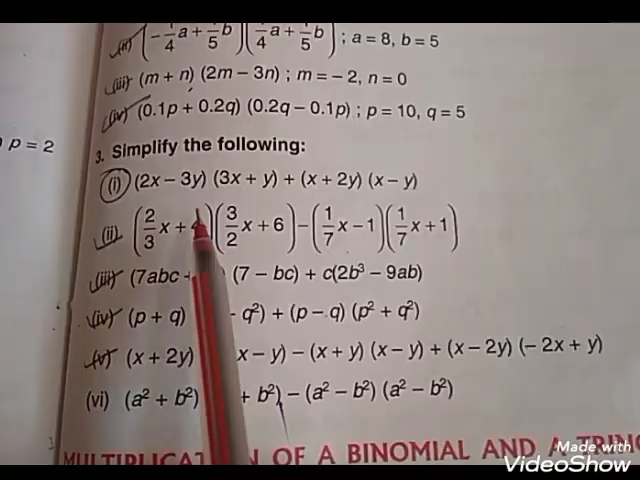 (ii) (-1/4 a + 1/5 b) (1/4 a + 1/5 b) ; a = 8, b = 5
(iii) (m + n) (2m – 3n) ; m = – 2, n = 0
(iv) (0.1p + 0.2q) (0.2q – 0.1p) ; p = 10, q = 5
p = 2
3. Simplify the following:
(i) (2x – 3y) (3x + y) + (x + 2y) (x – y)
(ii) (2/3 x + ) (3/2 x + 6) – (1/7 x – 1) (1/7 x + 1)
(iii) (7abc (7 – bc) + c(2b³ – 9ab)
(iv) (p + q) – q²) + (p – q) (p² + q²)
(v) (x + 2y) x – y) – (x + y) (x – y) + (x – 2y) (– 2x + y)
(vi) (a² + b²) + b²) – (a² – b²) (a² – b²)
OF A BINOMIAL AND A
Made with
VideoShow